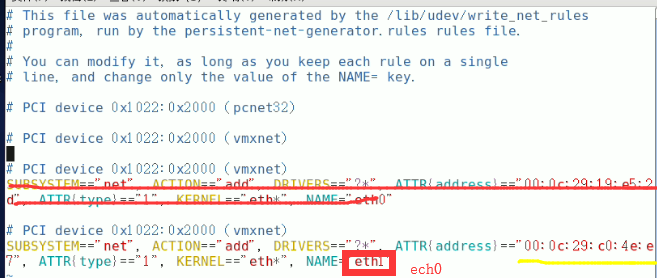 # This file was automatically generated by the /lib/udev/write_net_rules
# program, run by the persistent-net-generator.rules rules file.
#
# You can modify it, as long as you keep each rule on a single
# line, and change only the value of the NAME= key.
# PCI device 0x1022:0x2000 (pcnet32)
# PCI device 0x1022:0x2000 (vmxnet)
# PCI device 0x1022:0x2000 (vmxnet)
SUBSYSTEM=="net", ACTION=="add", DRIVERS=="?*", ATTR{address}=="00:0c:29:19:e5:2
d", ATTR{type}=="1", KERNEL=="eth*", NAME="eth0"
# PCI device 0x1022:0x2000 (vmxnet)
SUBSYSTEM=="net", ACTION=="add", DRIVERS=="?*", ATTR{address}=="00:0c:29:c0:4e:e
7", ATTR{type}=="1", KERNEL=="eth*", NAME="eth1
ech0
~